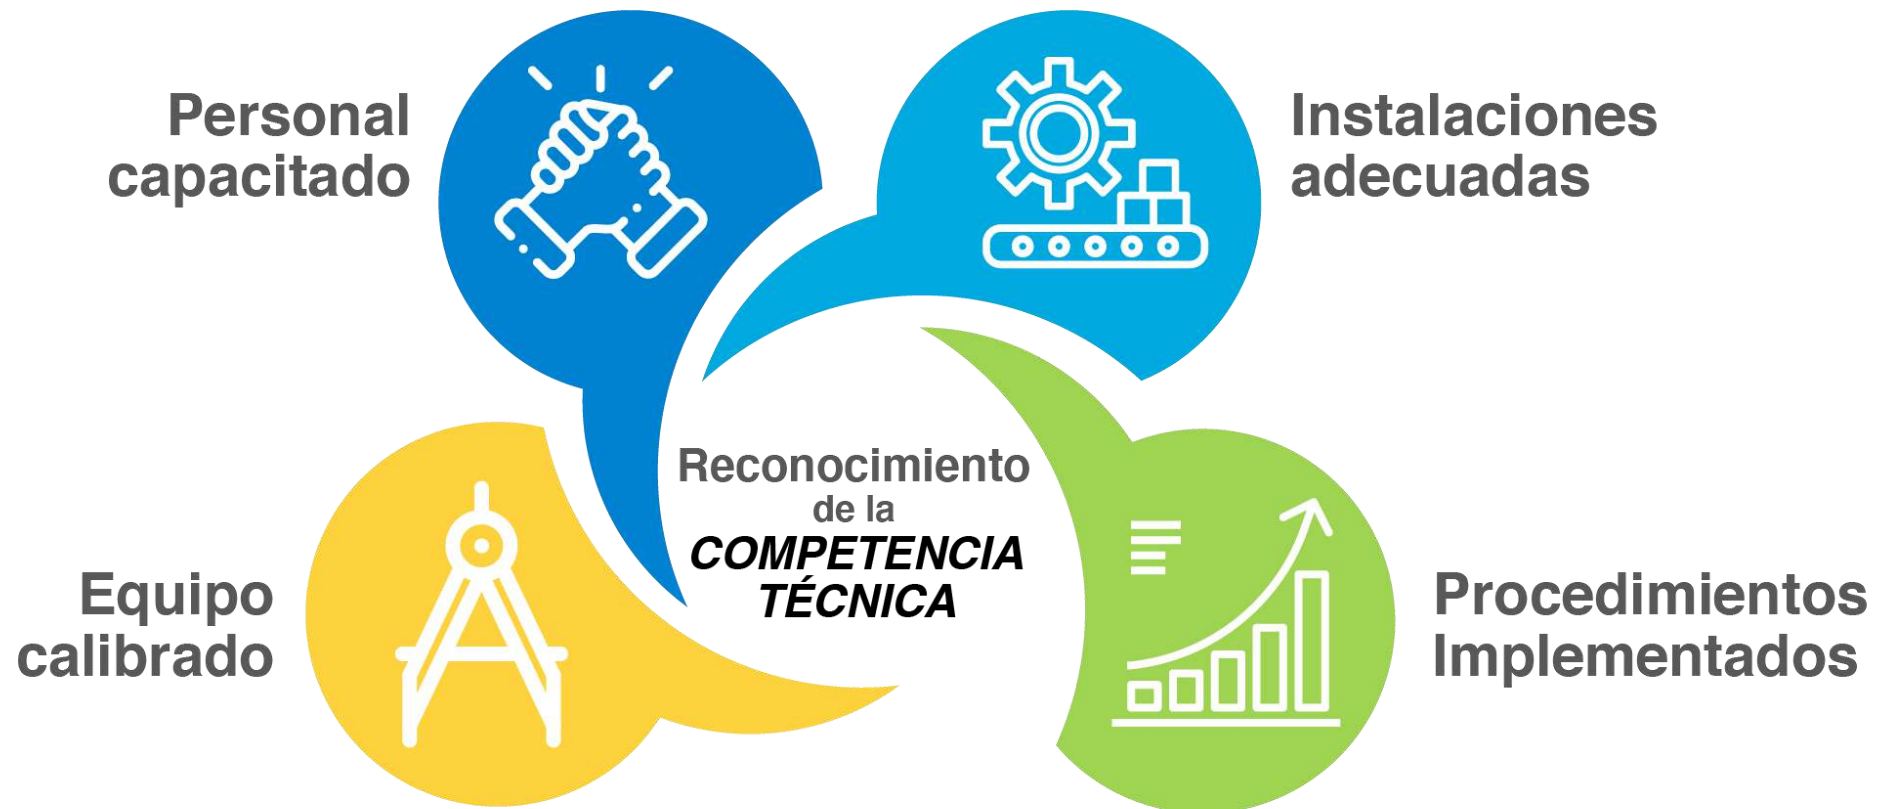 Personal
capacitado
Instalaciones
adecuadas
Reconocimiento
de la
COMPETENCIA
TÉCNICA
Equipo
calibrado
Procedimientos
Implementados